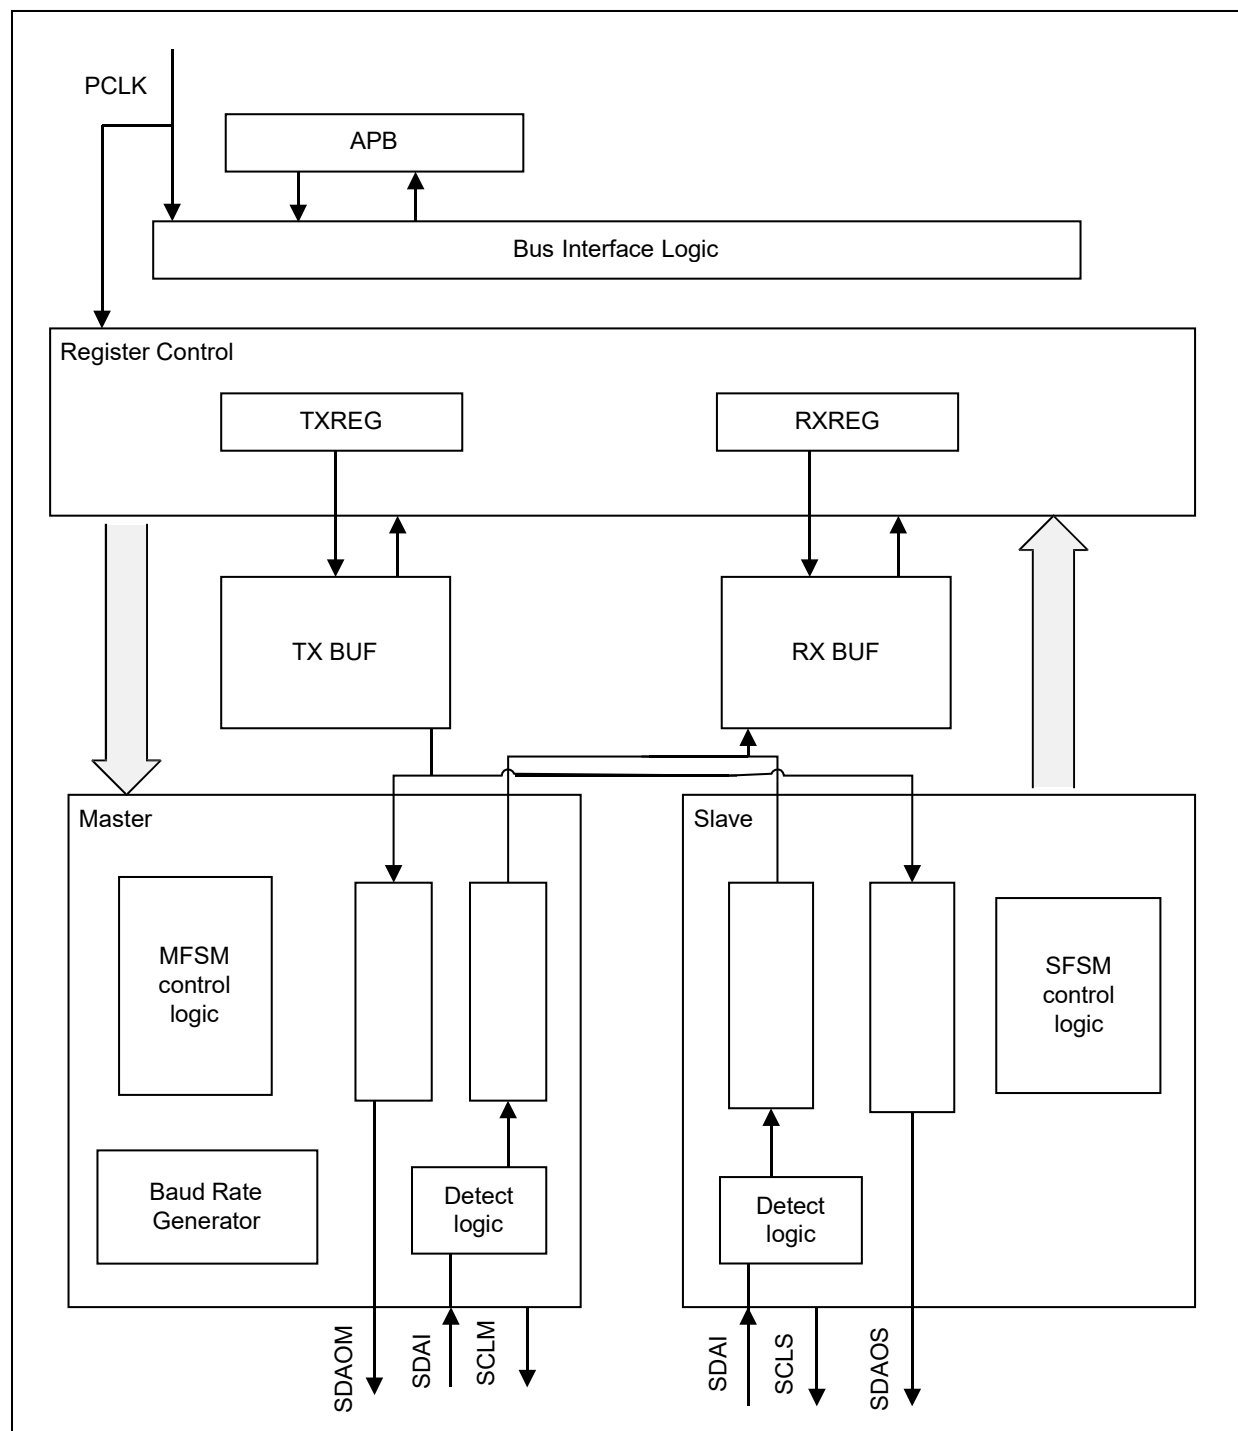 PCLK
APB
Bus Interface Logic
Register Control
TXREG
RXREG
TX BUF
RX BUF
Master
Slave
MFSM
control
logic
SFSM
control
logic
Baud Rate
Generator
Detect
logic
Detect
logic
SDAOM
SDAI
SCLM
SDAI
SCLS
SDAOS